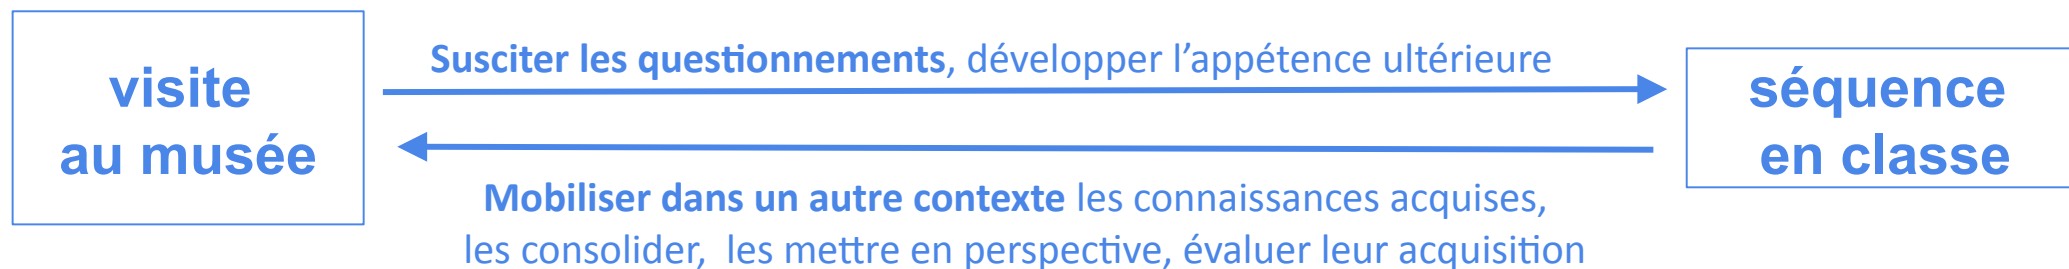 visite
au musée
Susciter les questionnements, développer l’appétence ultérieure
séquence
en classe
Mobiliser dans un autre contexte les connaissances acquises,
les consolider,  les mettre en perspective, évaluer leur acquisition